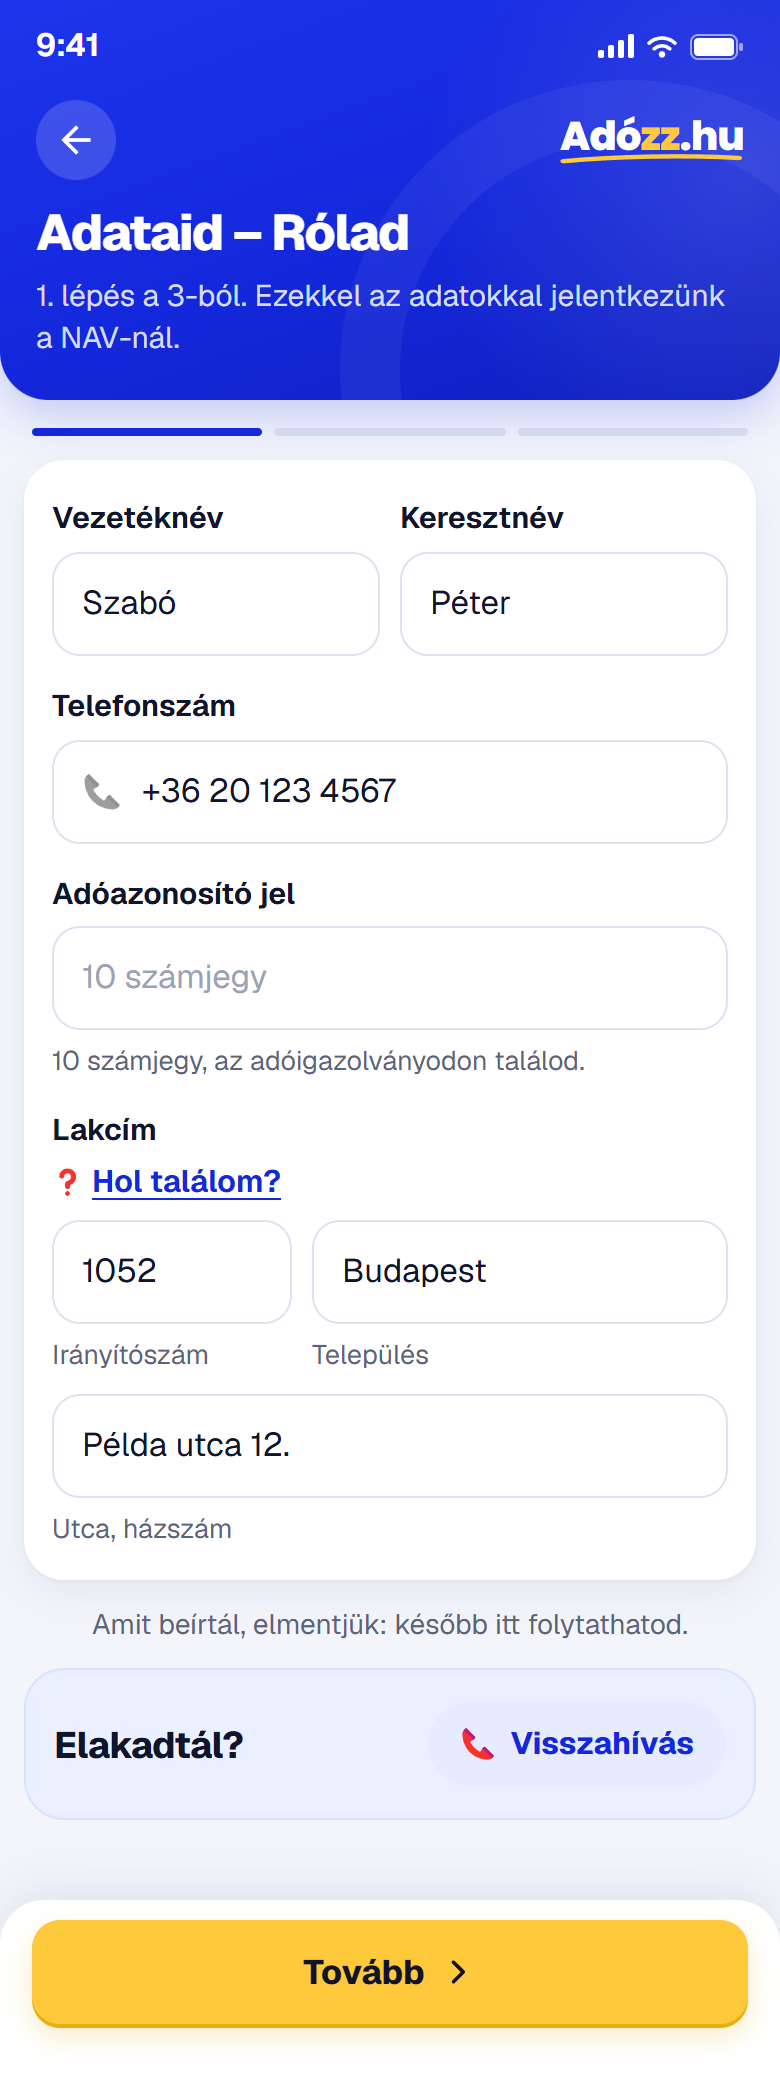 9:41
Adózz.hu
Adataid – Rólad
1. lépés a 3-ból. Ezekkel az adatokkal jelentkezünk
a NAV-nál.
Vezetéknév
Keresztnév
Szabó
Péter
Telefonszám
+36 20 123 4567
Adóazonosító jel
10 számjegy
10 számjegy, az adóigazolványodon találod.
Lakcím
❓ Hol találom?
1052
Budapest
Irányítószám
Település
Példa utca 12.
Utca, házszám
Amit beírtál, elmentjük: később itt folytathatod.
Elakadtál?
Visszahívás
Tovább